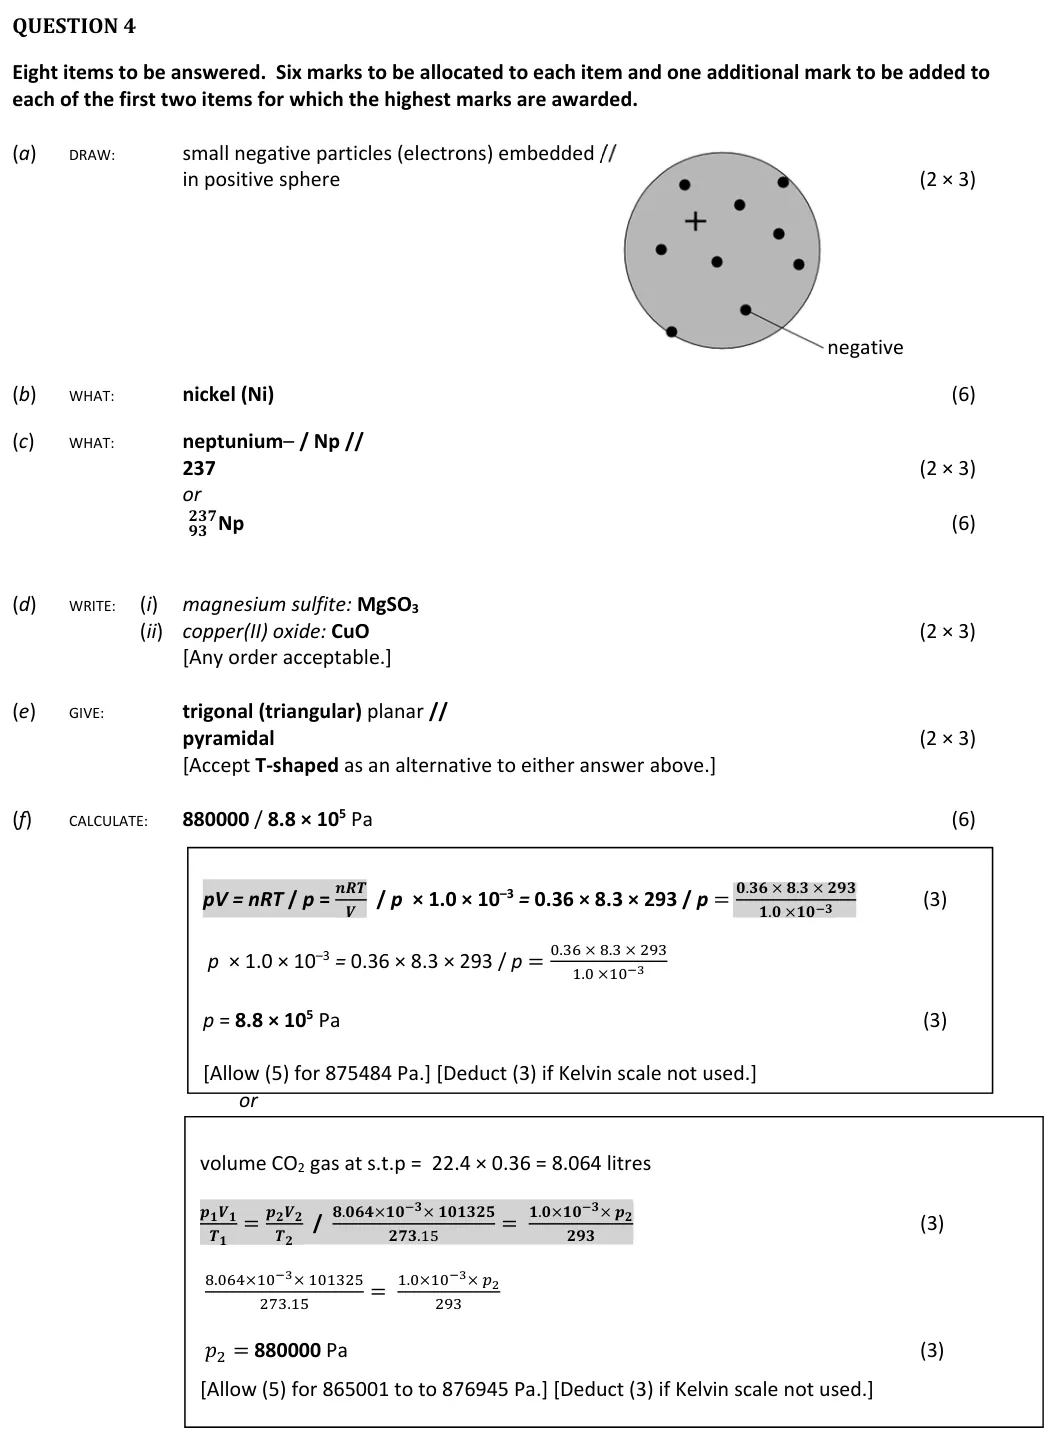 QUESTION 4
Eight items to be answered. Six marks to be allocated to each item and one additional mark to be added to
each of the first two items for which the highest marks are awarded.
(a) DRAW: small negative particles (electrons) embedded //
in positive sphere (2 × 3)
+
negative
(b) WHAT: nickel (Ni) (6)
(c) WHAT: neptunium– / Np //
237 (2 × 3)
or
²³⁷₉₃Np (6)
(d) WRITE: (i) magnesium sulfite: MgSO₃
(ii) copper(II) oxide: CuO (2 × 3)
[Any order acceptable.]
(e) GIVE: trigonal (triangular) planar //
pyramidal (2 × 3)
[Accept T-shaped as an alternative to either answer above.]
(f) CALCULATE: 880000 / 8.8 × 10⁵ Pa (6)
pV = nRT / p = nRT/V / p × 1.0 × 10⁻³ = 0.36 × 8.3 × 293 / p = (0.36 × 8.3 × 293)/(1.0 ×10⁻³) (3)
p × 1.0 × 10⁻³ = 0.36 × 8.3 × 293 / p = (0.36 × 8.3 × 293)/(1.0 ×10⁻³)
p = 8.8 × 10⁵ Pa (3)
[Allow (5) for 875484 Pa.] [Deduct (3) if Kelvin scale not used.]
or
volume CO₂ gas at s.t.p = 22.4 × 0.36 = 8.064 litres
p₁V₁/T₁ = p₂V₂/T₂ / (8.064×10⁻³× 101325)/273.15 = (1.0×10⁻³× p₂)/293 (3)
(8.064×10⁻³× 101325)/273.15 = (1.0×10⁻³× p₂)/293
p₂ = 880000 Pa (3)
[Allow (5) for 865001 to to 876945 Pa.] [Deduct (3) if Kelvin scale not used.]